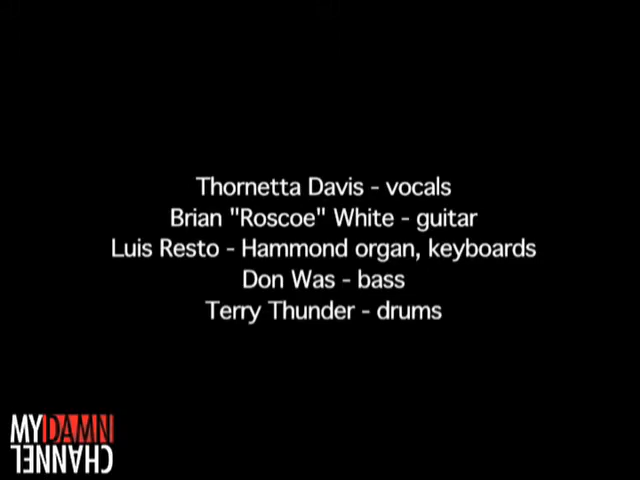 Thornetta Davis - vocals
Brian "Roscoe" White - guitar
Luis Resto - Hammond organ, keyboards
Don Was - bass
Terry Thunder - drums
MYDAMN
CHANNEL